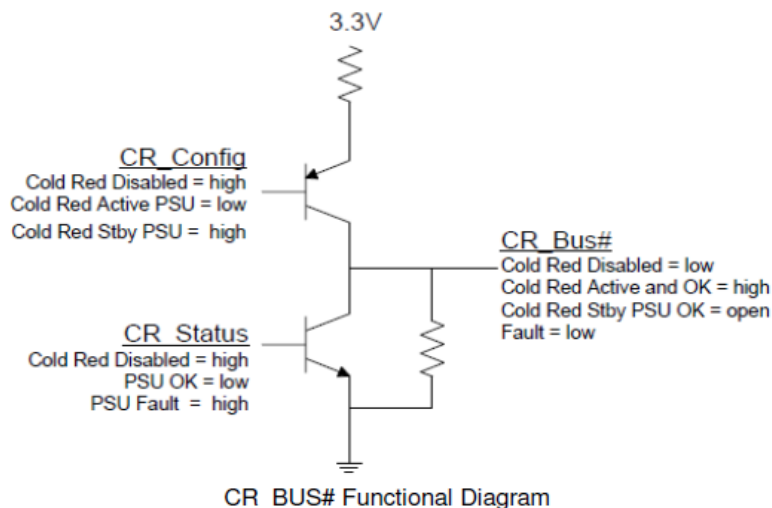 3.3V
CR_Config
Cold Red Disabled = high
Cold Red Active PSU = low
Cold Red Stby PSU = high
CR_Bus#
Cold Red Disabled = low
Cold Red Active and OK = high
Cold Red Stby PSU OK = open
Fault = low
CR_Status
Cold Red Disabled = high
PSU OK = low
PSU Fault = high
CR_BUS# Functional Diagram